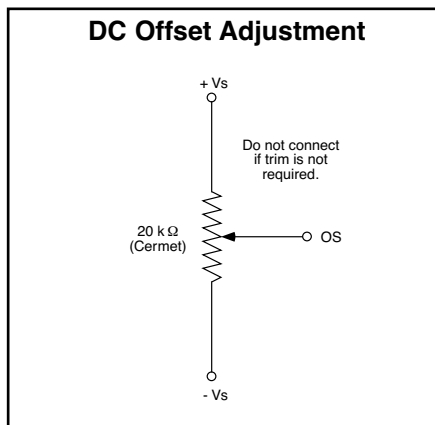 DC Offset Adjustment
+ Vs
Do not connect
if trim is not
required.
20 k Ω
(Cermet)
OS
- Vs